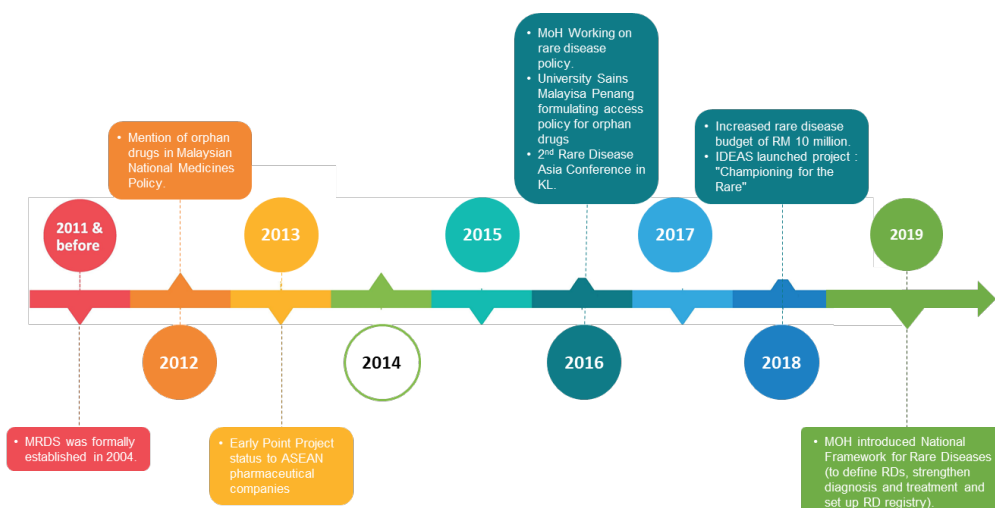 • MoH Working on
rare disease
policy.
• University Sains
Malayisa Penang
formulating access
policy for orphan
drugs
• 2nd Rare Disease
Asia Conference in
KL.
• Mention of orphan
drugs in Malaysian
National Medicines
Policy.
• Increased rare disease
budget of RM 10 million.
• IDEAS launched project :
"Championing for the
Rare"
2011 &
before
2013
2015
2017
2019
2012
2014
2016
2018
• MRDS was formally
established in 2004.
• Early Point Project
status to ASEAN
pharmaceutical
companies
• MOH introduced National
Framework for Rare Diseases
(to define RDs, strengthen
diagnosis and treatment and
set up RD registry).